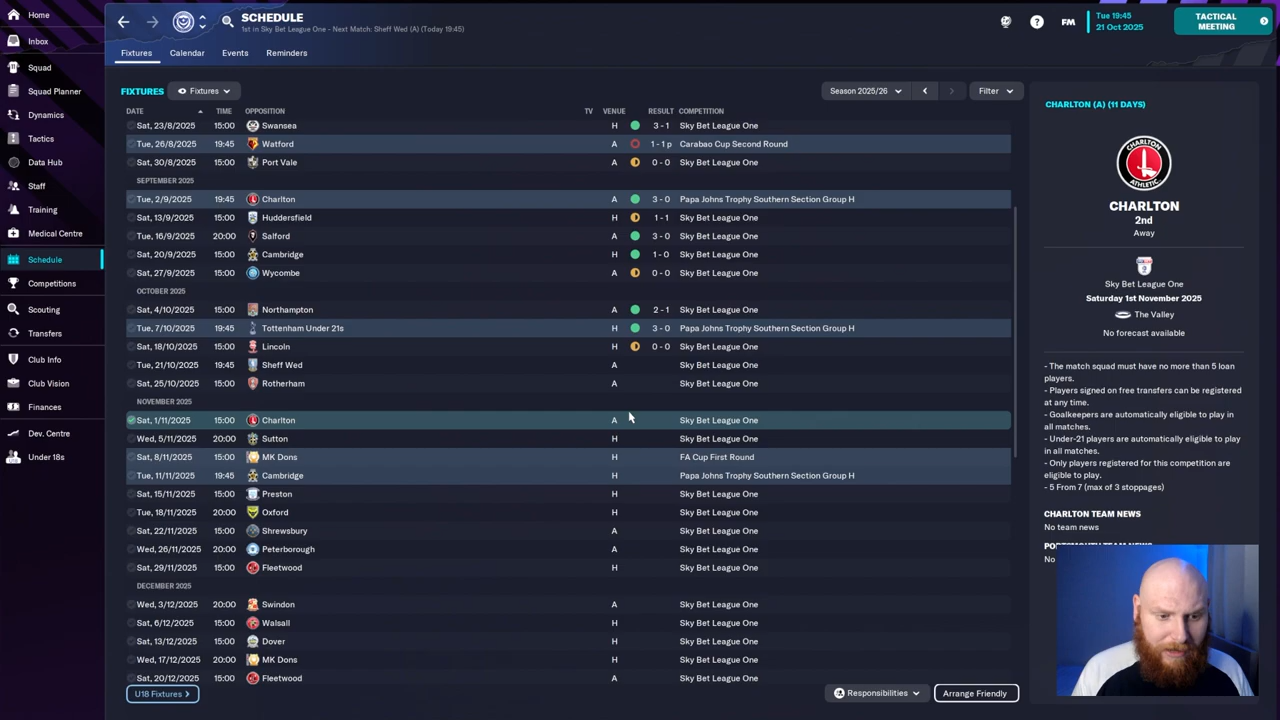 Home
Inbox
Squad
Squad Planner
Dynamics
Tactics
Data Hub
Staff
Training
Medical Centre
Schedule
Competitions
Scouting
Transfers
Club Info
Club Vision
Finances
Dev. Centre
Under 18s
SCHEDULE
1st in Sky Bet League One - Next Match: Sheff Wed (A) (Today 19:45)
? FM Tue 19:45 21 Oct 2025 TACTICAL MEETING
Fixtures Calendar Events Reminders
FIXTURES Fixtures Season 2025/26 Filter
DATE TIME OPPOSITION TV VENUE RESULT COMPETITION
Sat, 23/8/2025 15:00 Swansea H 3 - 1 Sky Bet League One
Tue, 26/8/2025 19:45 Watford A 1 - 1 p Carabao Cup Second Round
Sat, 30/8/2025 15:00 Port Vale A 0 - 0 Sky Bet League One
SEPTEMBER 2025
Tue, 2/9/2025 19:45 Charlton A 3 - 0 Papa Johns Trophy Southern Section Group H
Sat, 13/9/2025 15:00 Huddersfield H 1 - 1 Sky Bet League One
Tue, 16/9/2025 20:00 Salford A 3 - 0 Sky Bet League One
Sat, 20/9/2025 15:00 Cambridge H 1 - 0 Sky Bet League One
Sat, 27/9/2025 15:00 Wycombe A 0 - 0 Sky Bet League One
OCTOBER 2025
Sat, 4/10/2025 15:00 Northampton A 2 - 1 Sky Bet League One
Tue, 7/10/2025 19:45 Tottenham Under 21s H 3 - 0 Papa Johns Trophy Southern Section Group H
Sat, 18/10/2025 15:00 Lincoln H 0 - 0 Sky Bet League One
Tue, 21/10/2025 19:45 Sheff Wed A Sky Bet League One
Sat, 25/10/2025 15:00 Rotherham A Sky Bet League One
NOVEMBER 2025
Sat, 1/11/2025 15:00 Charlton A Sky Bet League One
Wed, 5/11/2025 20:00 Sutton H Sky Bet League One
Sat, 8/11/2025 15:00 MK Dons H FA Cup First Round
Tue, 11/11/2025 19:45 Cambridge H Papa Johns Trophy Southern Section Group H
Sat, 15/11/2025 15:00 Preston H Sky Bet League One
Tue, 18/11/2025 20:00 Oxford H Sky Bet League One
Sat, 22/11/2025 15:00 Shrewsbury A Sky Bet League One
Wed, 26/11/2025 20:00 Peterborough A Sky Bet League One
Sat, 29/11/2025 15:00 Fleetwood H Sky Bet League One
DECEMBER 2025
Wed, 3/12/2025 20:00 Swindon A Sky Bet League One
Sat, 6/12/2025 15:00 Walsall H Sky Bet League One
Sat, 13/12/2025 15:00 Dover H Sky Bet League One
Wed, 17/12/2025 20:00 MK Dons H Sky Bet League One
Sat, 20/12/2025 15:00 Fleetwood A Sky Bet League One
U18 Fixtures Responsibilities Arrange Friendly
CHARLTON (A) (11 DAYS)
CHARLTON
ATHLETIC
CHARLTON
2nd
Away
Sky Bet League One
Saturday 1st November 2025
The Valley
No forecast available
- The match squad must have no more than 5 loan
players.
- Players signed on free transfers can be registered
at any time.
- Goalkeepers are automatically eligible to play in
all matches.
- Under-21 players are automatically eligible to
play in all matches.
- Only players registered for this competition are
eligible to play.
- 5 From 7 (max of 3 stoppages)
CHARLTON TEAM NEWS
No team news
PORTSMOUTH TEAM NEWS
No